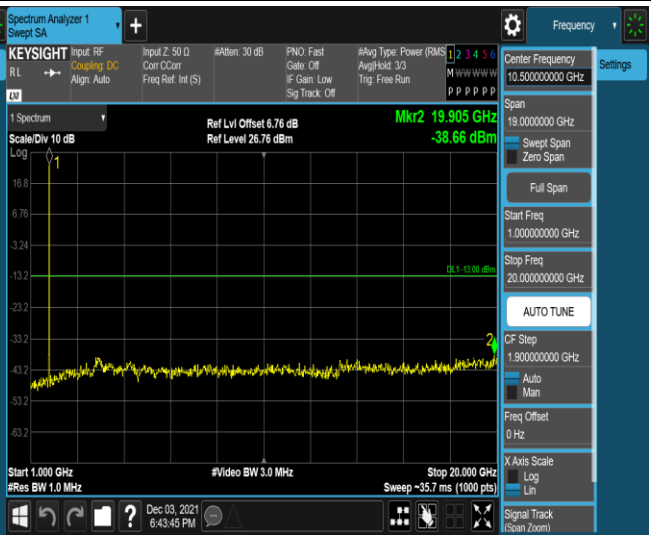 Spectrum Analyzer 1
Swept SA
Frequency
KEYSIGHT
Input: RF
Input Z: 50 Ω
#Atten: 30 dB
PNO: Fast
#Avg Type: Power (RMS
1 2 3 4 5 6
R L
Coupling: DC
Corr CCorr
Gate: Off
Avg|Hold: 3/3
M W W W W W
Align: Auto
Freq Ref: Int (S)
IF Gain: Low
Trig: Free Run
Sig Track: Off
P P P P P P
LXI
1 Spectrum
Ref Lvl Offset 6.76 dB
Mkr2 19.905 GHz
Scale/Div 10 dB
Ref Level 26.76 dBm
-38.66 dBm
Log
1
16.8
6.76
-3.24
-13.2
DL1 -13.00 dBm
-23.2
-33.2
2
-43.2
-53.2
-63.2
Start 1.000 GHz
#Video BW 3.0 MHz
Stop 20.000 GHz
#Res BW 1.0 MHz
Sweep ~35.7 ms (1000 pts)
?
Dec 03, 2021
6:43:45 PM
Center Frequency
10.500000000 GHz
Settings
Span
19.0000000 GHz
Swept Span
Zero Span
Full Span
Start Freq
1.000000000 GHz
Stop Freq
20.000000000 GHz
AUTO TUNE
CF Step
1.900000000 GHz
Auto
Man
Freq Offset
0 Hz
X Axis Scale
Log
Lin
Signal Track
(Span Zoom)